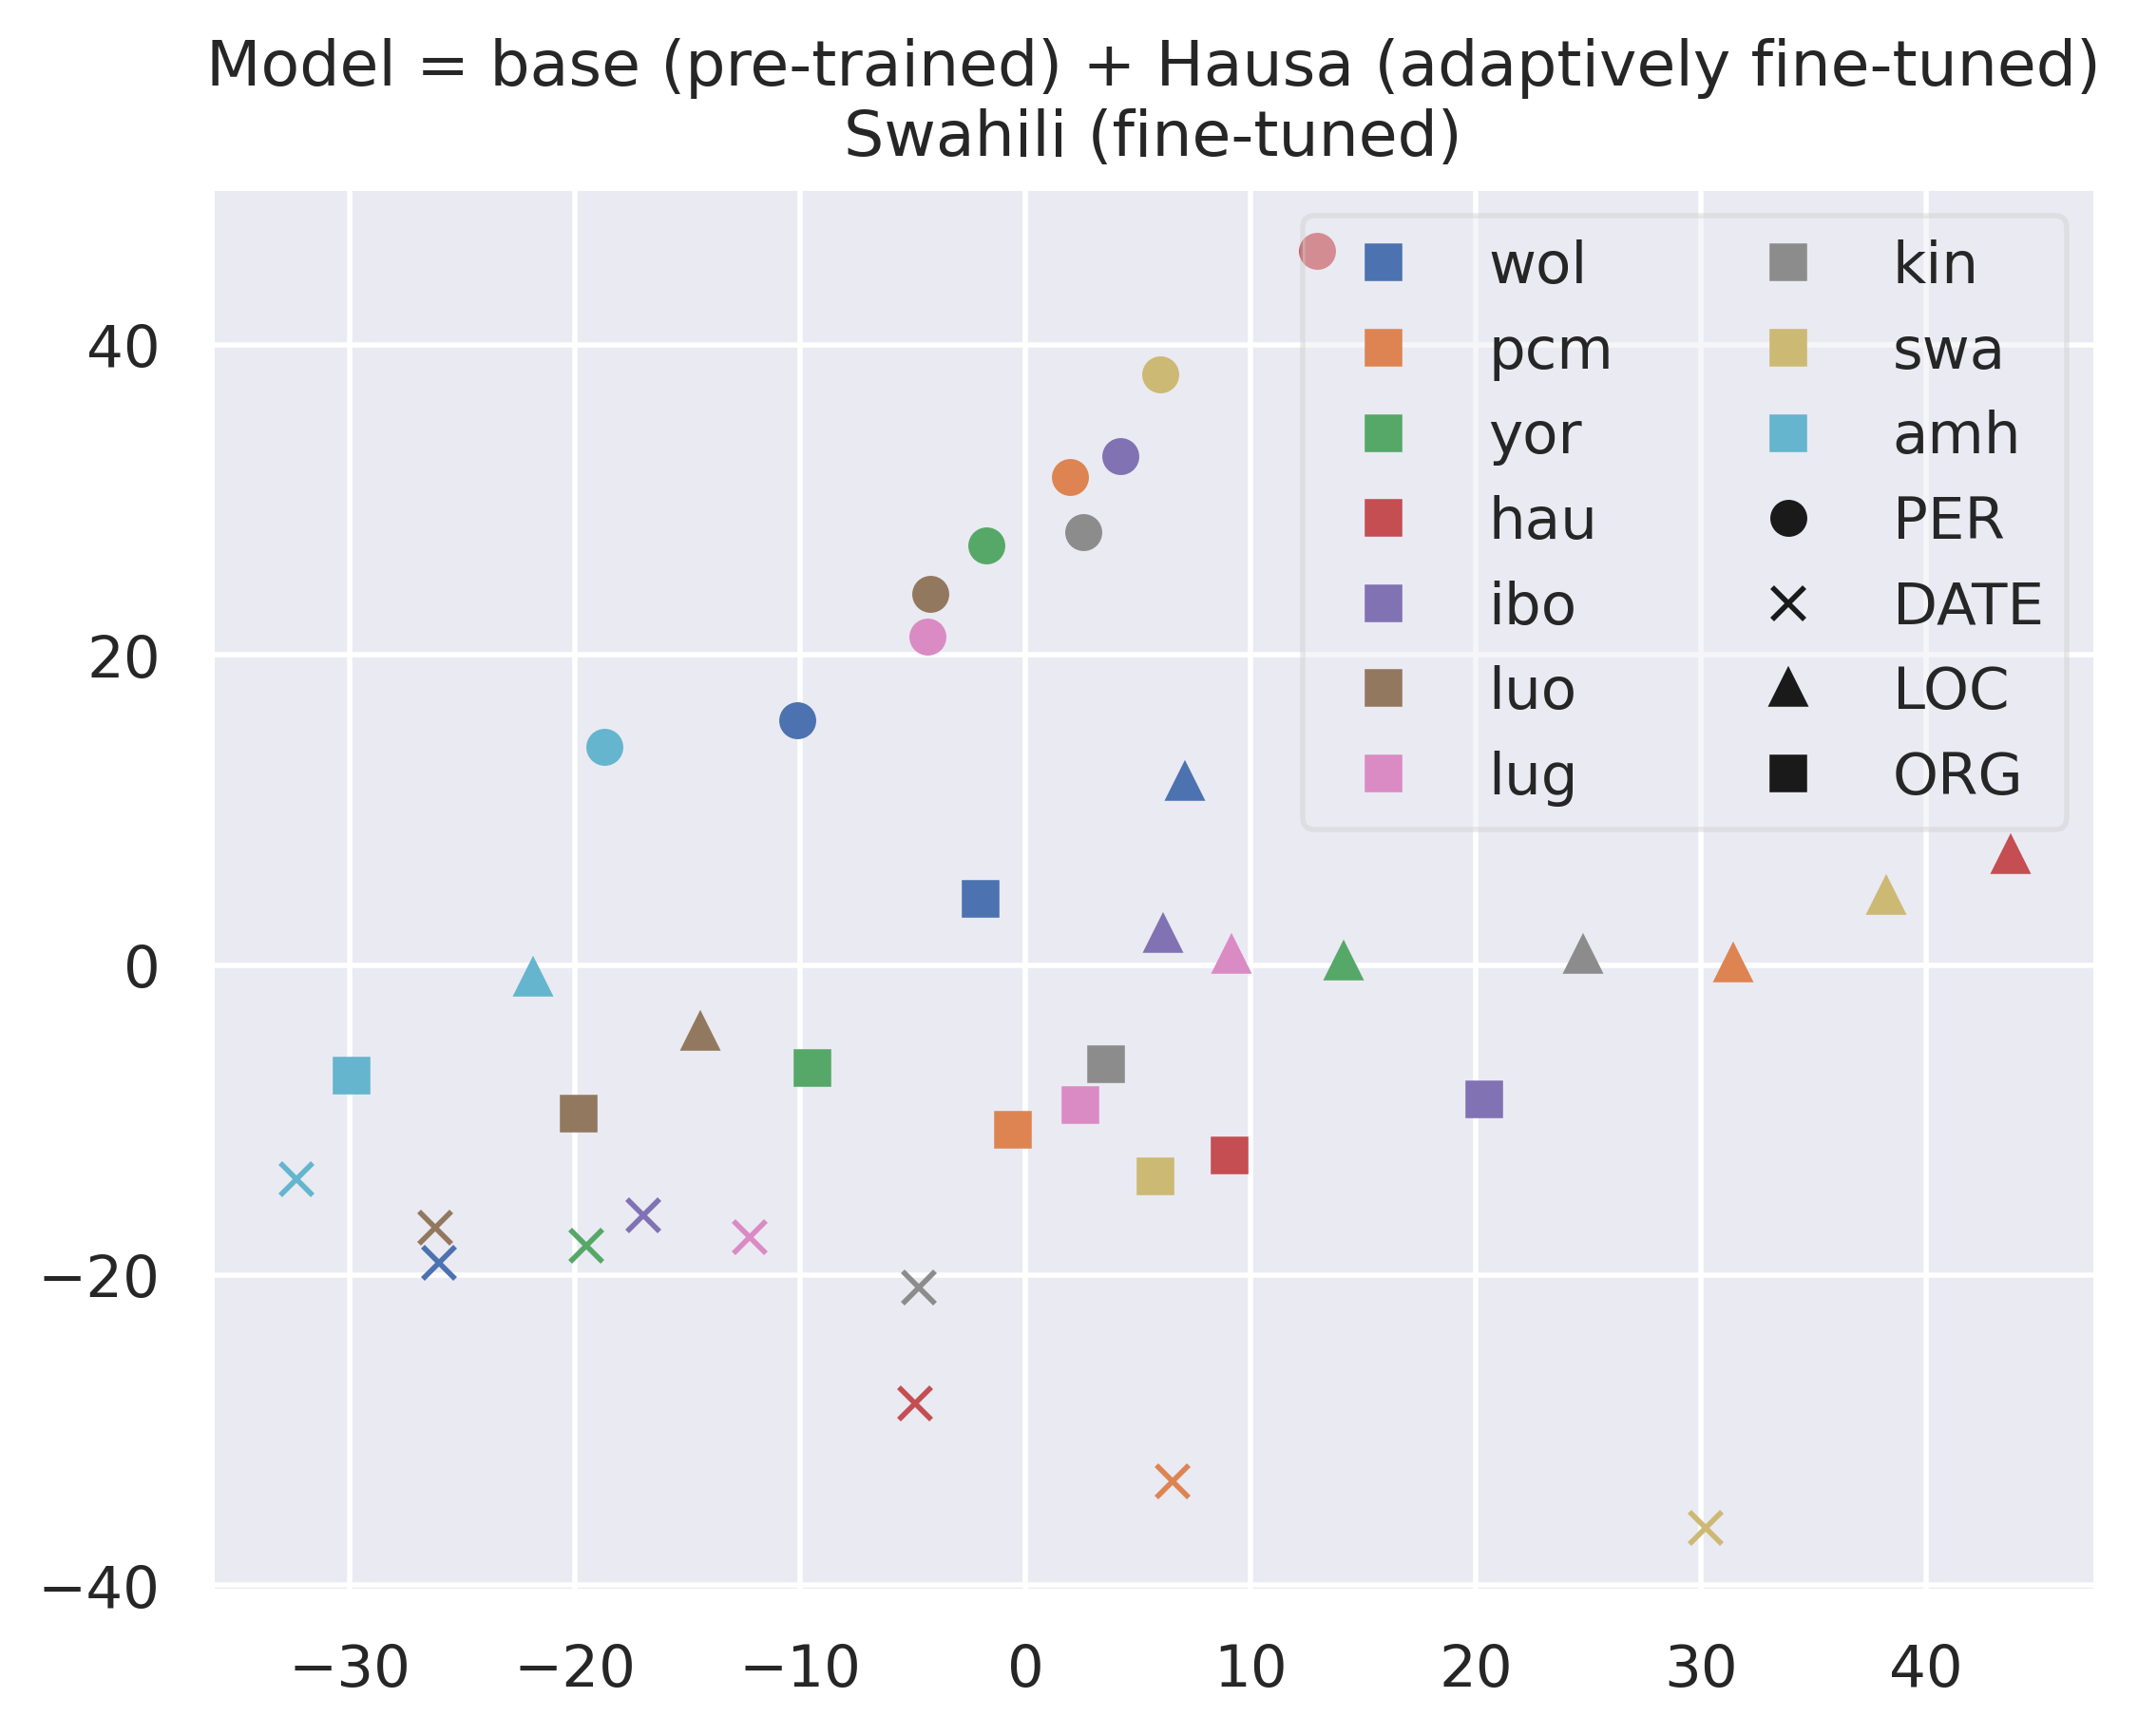 Model = base (pre-trained) + Hausa (adaptively fine-tuned)
Swahili (fine-tuned)
wol
pcm
yor
hau
ibo
luo
lug
kin
swa
amh
PER
DATE
LOC
ORG
40
20
0
−20
−40
−30
−20
−10
0
10
20
30
40